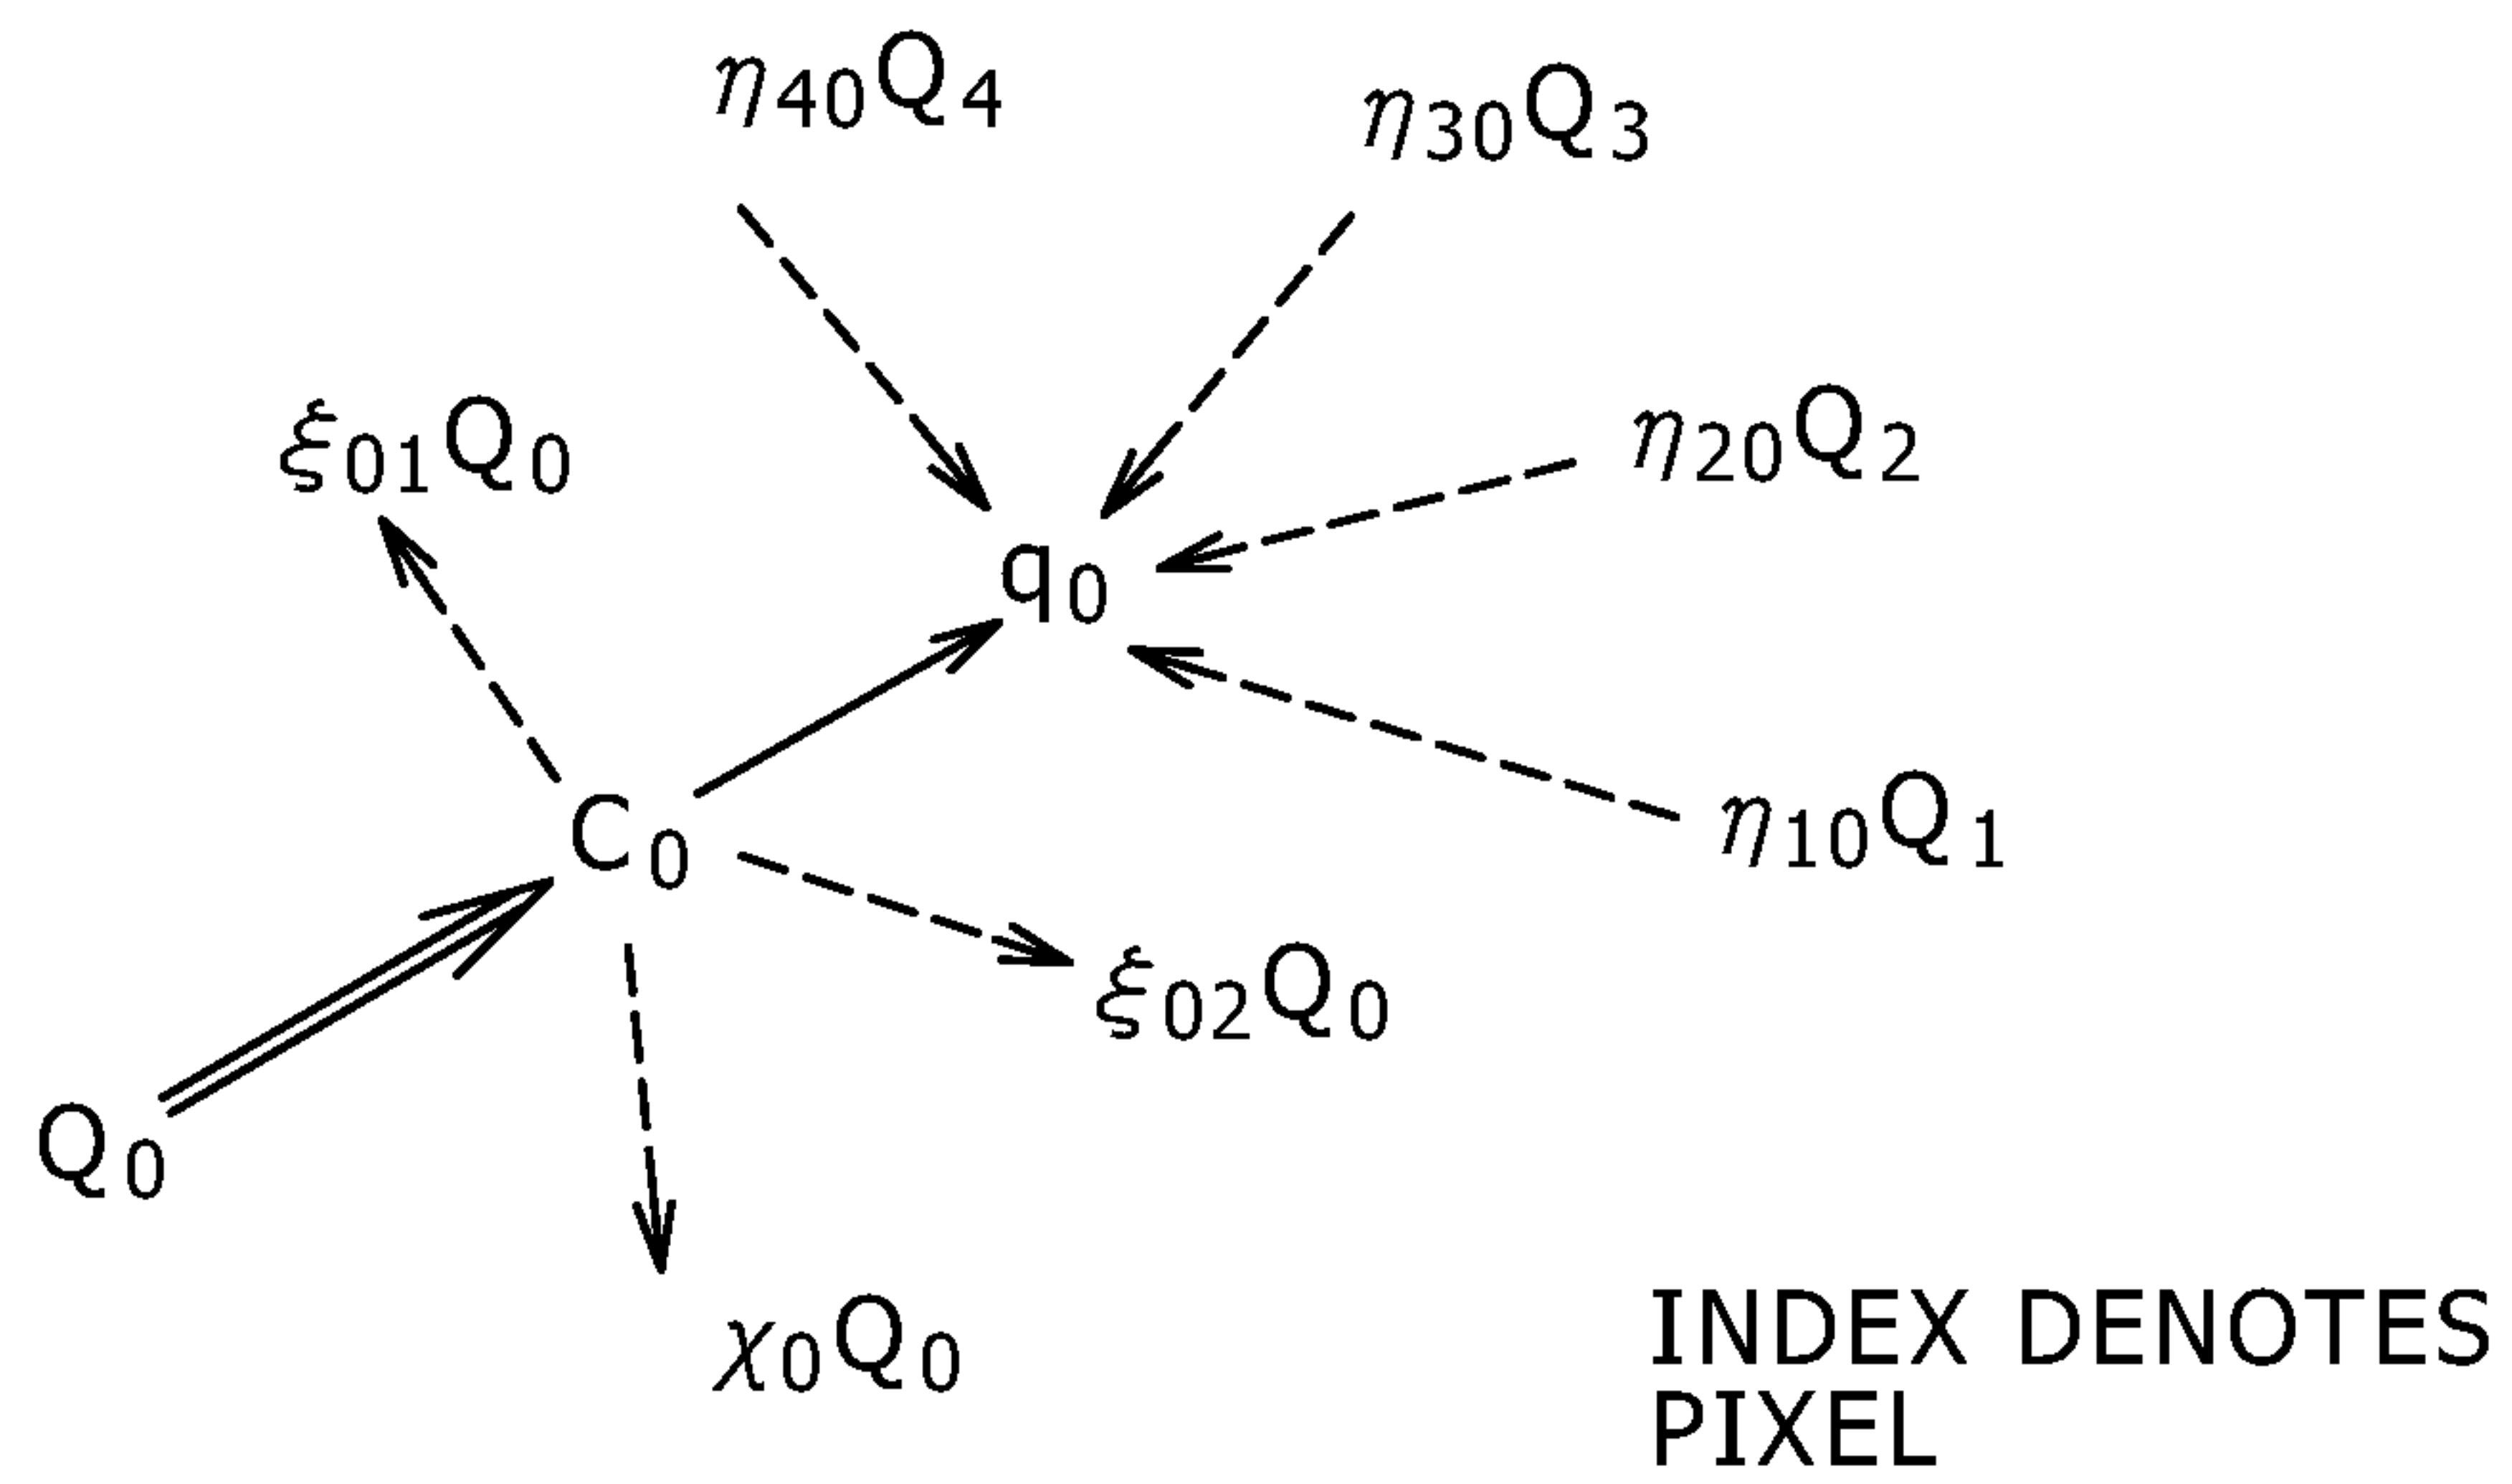 η₄₀Q₄
η₃₀Q₃
ξ₀₁Q₀
η₂₀Q₂
q₀
C₀
η₁₀Q₁
ξ₀₂Q₀
Q₀
χ₀Q₀
INDEX DENOTES
PIXEL